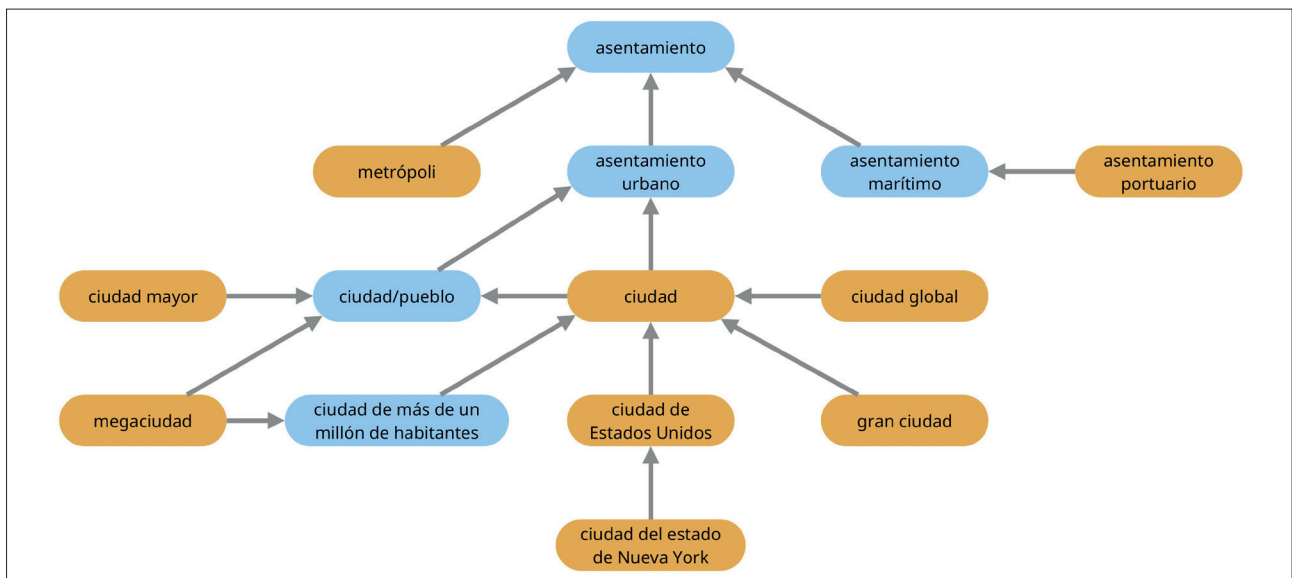 asentamiento
metrópoli
asentamiento
urbano
asentamiento
marítimo
asentamiento
portuario
ciudad mayor
ciudad/pueblo
ciudad
ciudad global
megaciudad
ciudad de más de un
millón de habitantes
ciudad de
Estados Unidos
gran ciudad
ciudad del estado
de Nueva York